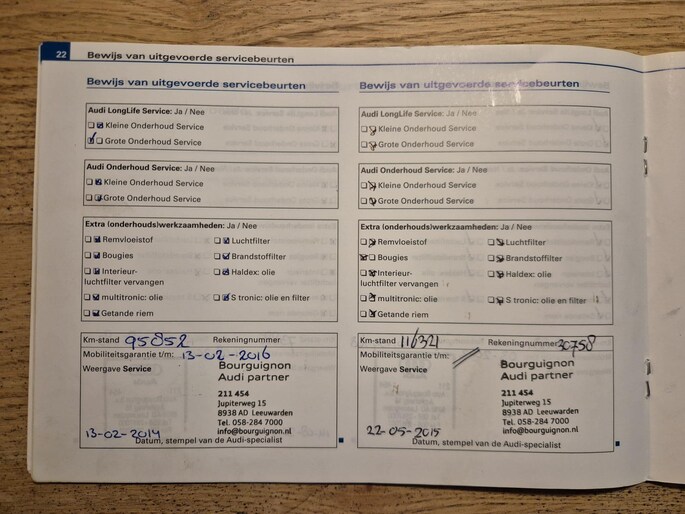 22 Bewijs van uitgevoerde servicebeurten
Bewijs van uitgevoerde servicebeurten
Audi LongLife Service: Ja / Nee
Kleine Onderhoud Service
Grote Onderhoud Service
Audi Onderhoud Service: Ja / Nee
Kleine Onderhoud Service
Grote Onderhoud Service
Extra (onderhouds)werkzaamheden: Ja / Nee
Remvloeistof Luchtfilter
Bougies Brandstoffilter
Interieur- Haldex: olie
luchtfilter vervangen
multitronic: olie S tronic: olie en filter
Getande riem
Km-stand 95852 Rekeningnummer
Mobiliteitsgarantie t/m: 13-02-2016
Weergave Service
Bourguignon
Audi partner
211 454
Jupiterweg 15
8938 AD Leeuwarden
Tel. 058-284 7000
info@bourguignon.nl
13-02-2014
Datum, stempel van de Audi-specialist
Bewijs van uitgevoerde servicebeurten
Audi LongLife Service: Ja / Nee
Kleine Onderhoud Service
Grote Onderhoud Service
Audi Onderhoud Service: Ja / Nee
Kleine Onderhoud Service
Grote Onderhoud Service
Extra (onderhouds)werkzaamheden: Ja / Nee
Remvloeistof Luchtfilter
Bougies Brandstoffilter
Interieur- Haldex: olie
luchtfilter vervangen
multitronic: olie S tronic: olie en filter
Getande riem
Km-stand 116321 Rekeningnummer 30758
Mobiliteitsgarantie t/m:
Weergave Service
Bourguignon
Audi partner
211 454
Jupiterweg 15
8938 AD Leeuwarden
Tel. 058-284 7000
info@bourguignon.nl
22-05-2015
Datum, stempel van de Audi-specialist